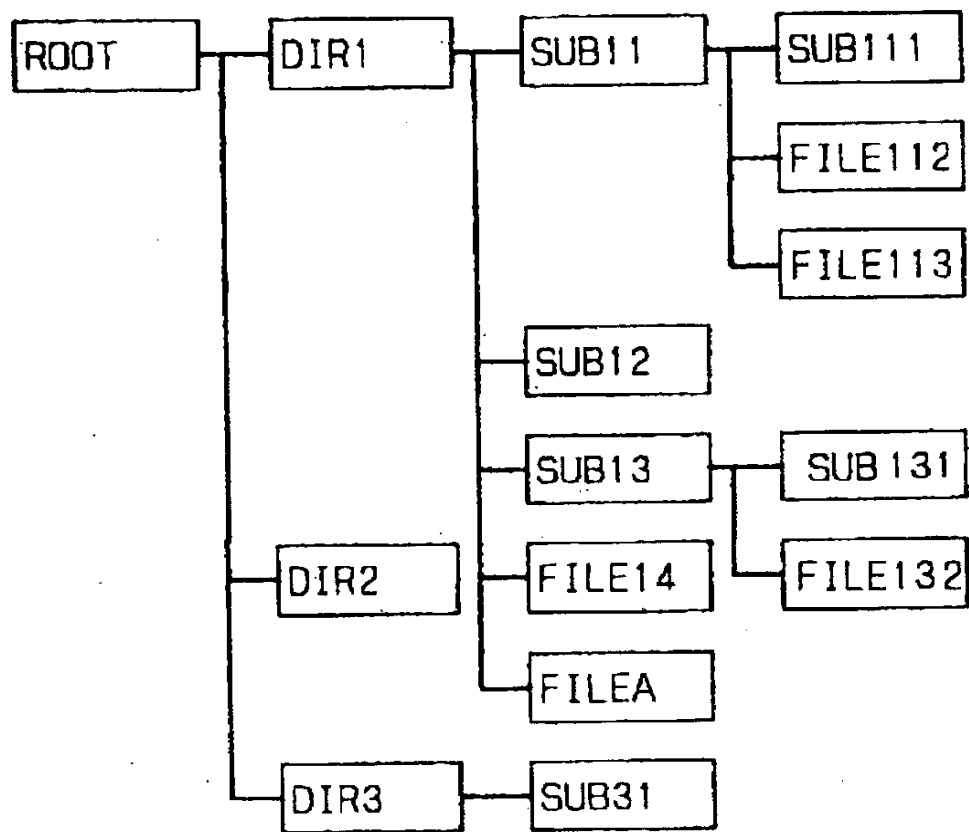 ROOT
DIR1
SUB11
SUB111
FILE112
FILE113
SUB12
SUB13
SUB131
FILE14
FILE132
DIR2
FILEA
DIR3
SUB31